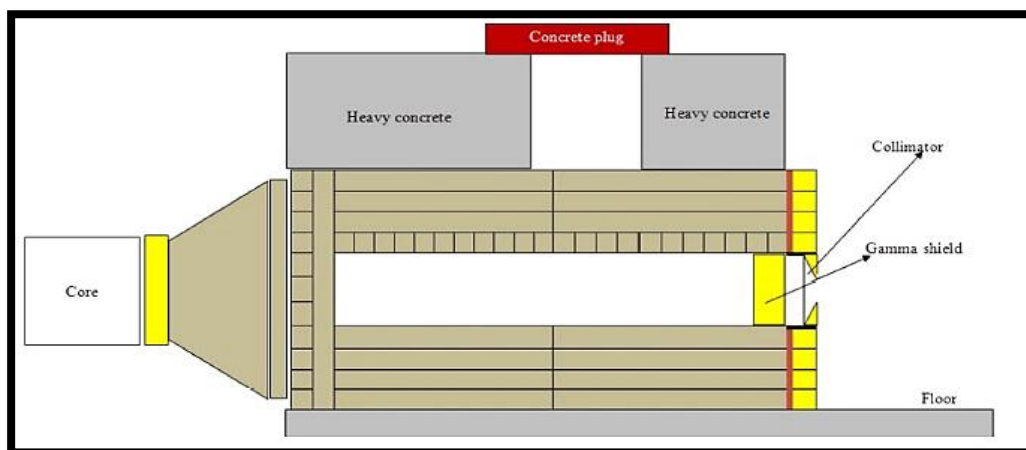 Concrete plug
Heavy concrete
Heavy concrete
Collimator
Gamma shield
Core
Floor